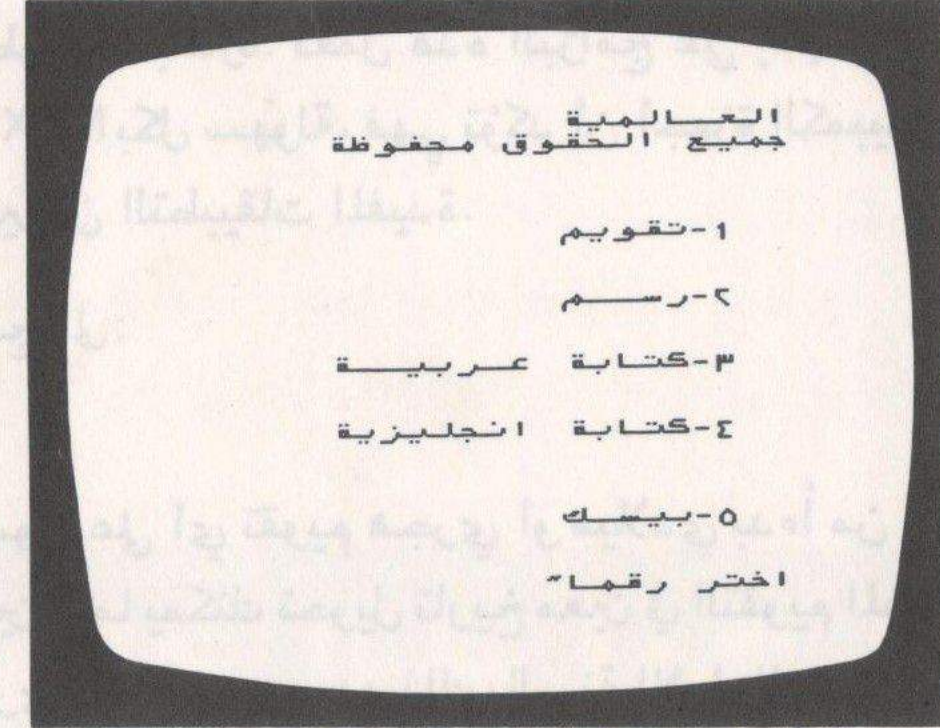 العالمية
جميع الحقوق محفوظة
١-تقويم
٢-رسم
٣-كتابة عربية
٤-كتابة انجليزية
٥-بيسك
اختر رقما"